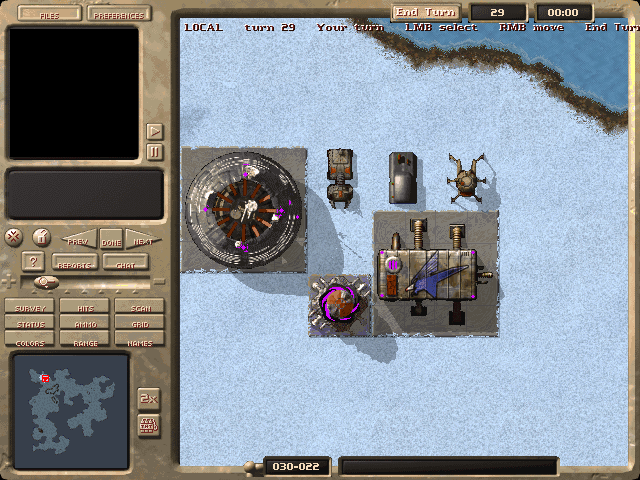 FILES PREFERENCES End Turn 29 00:00
LOCAL turn 29 Your turn LMB select RMB move End Turn
PREV DONE NEXT
? REPORTS CHAT
SURVEY HITS SCAN
STATUS AMMO GRID
COLORS RANGE NAMES
2x
030-022